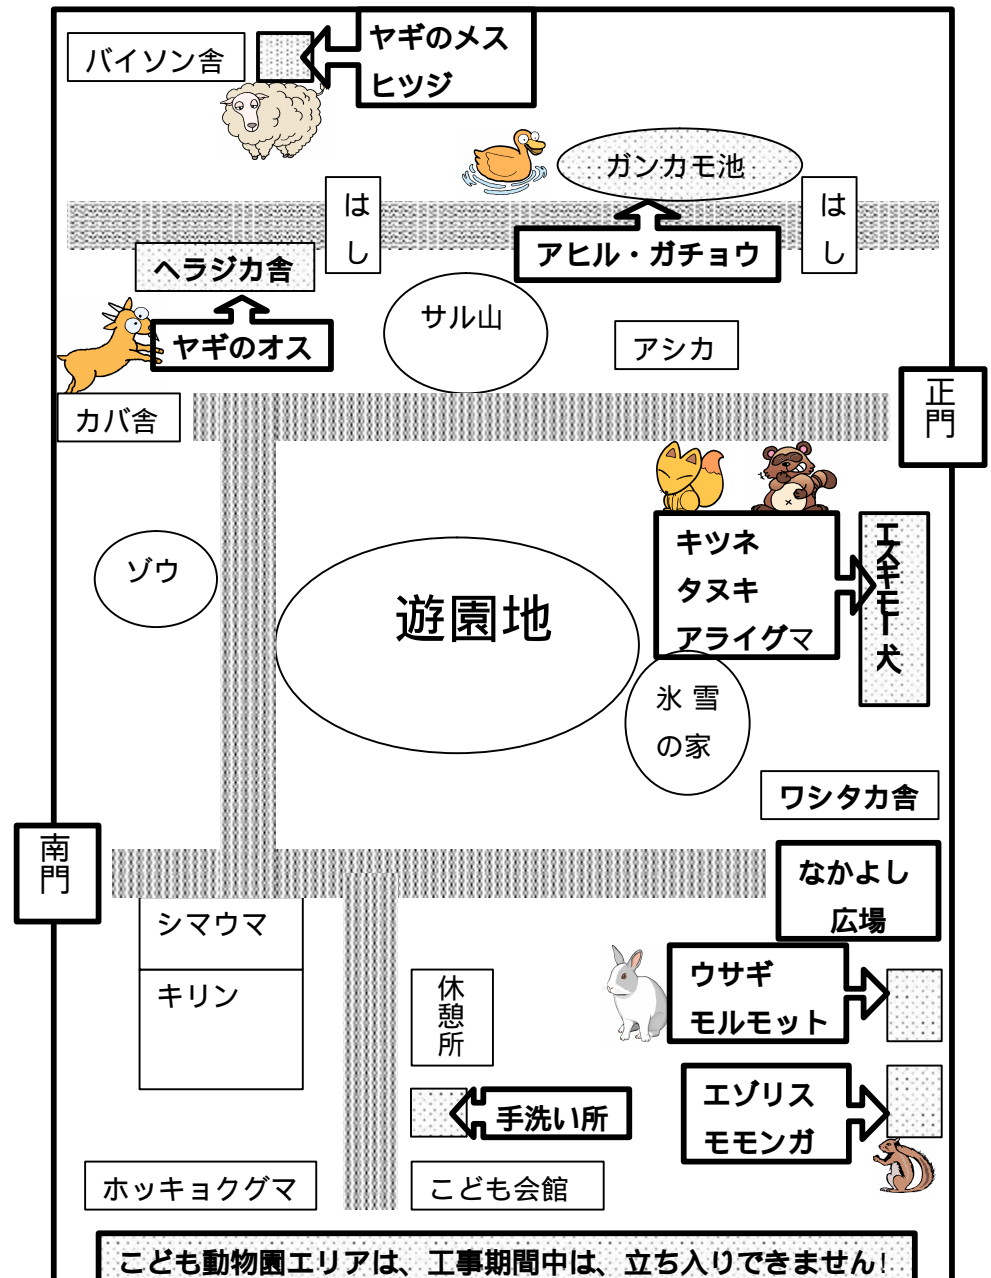 バイソン舎
ヤギのメス
ヒツジ
ガンカモ池
はし
はし
アヒル・ガチョウ
ヘラジカ舎
ヤギのオス
サル山
アシカ
正門
カバ舎
キツネ
タヌキ
アライグマ
エスキモー犬
ゾウ
遊園地
氷雪
の家
ワシタカ舎
南門
なかよし
広場
シマウマ
キリン
休憩所
ウサギ
モルモット
手洗い所
エゾリス
モモンガ
ホッキョクグマ
こども会館
こども動物園エリアは、工事期間中は、立ち入りできません!